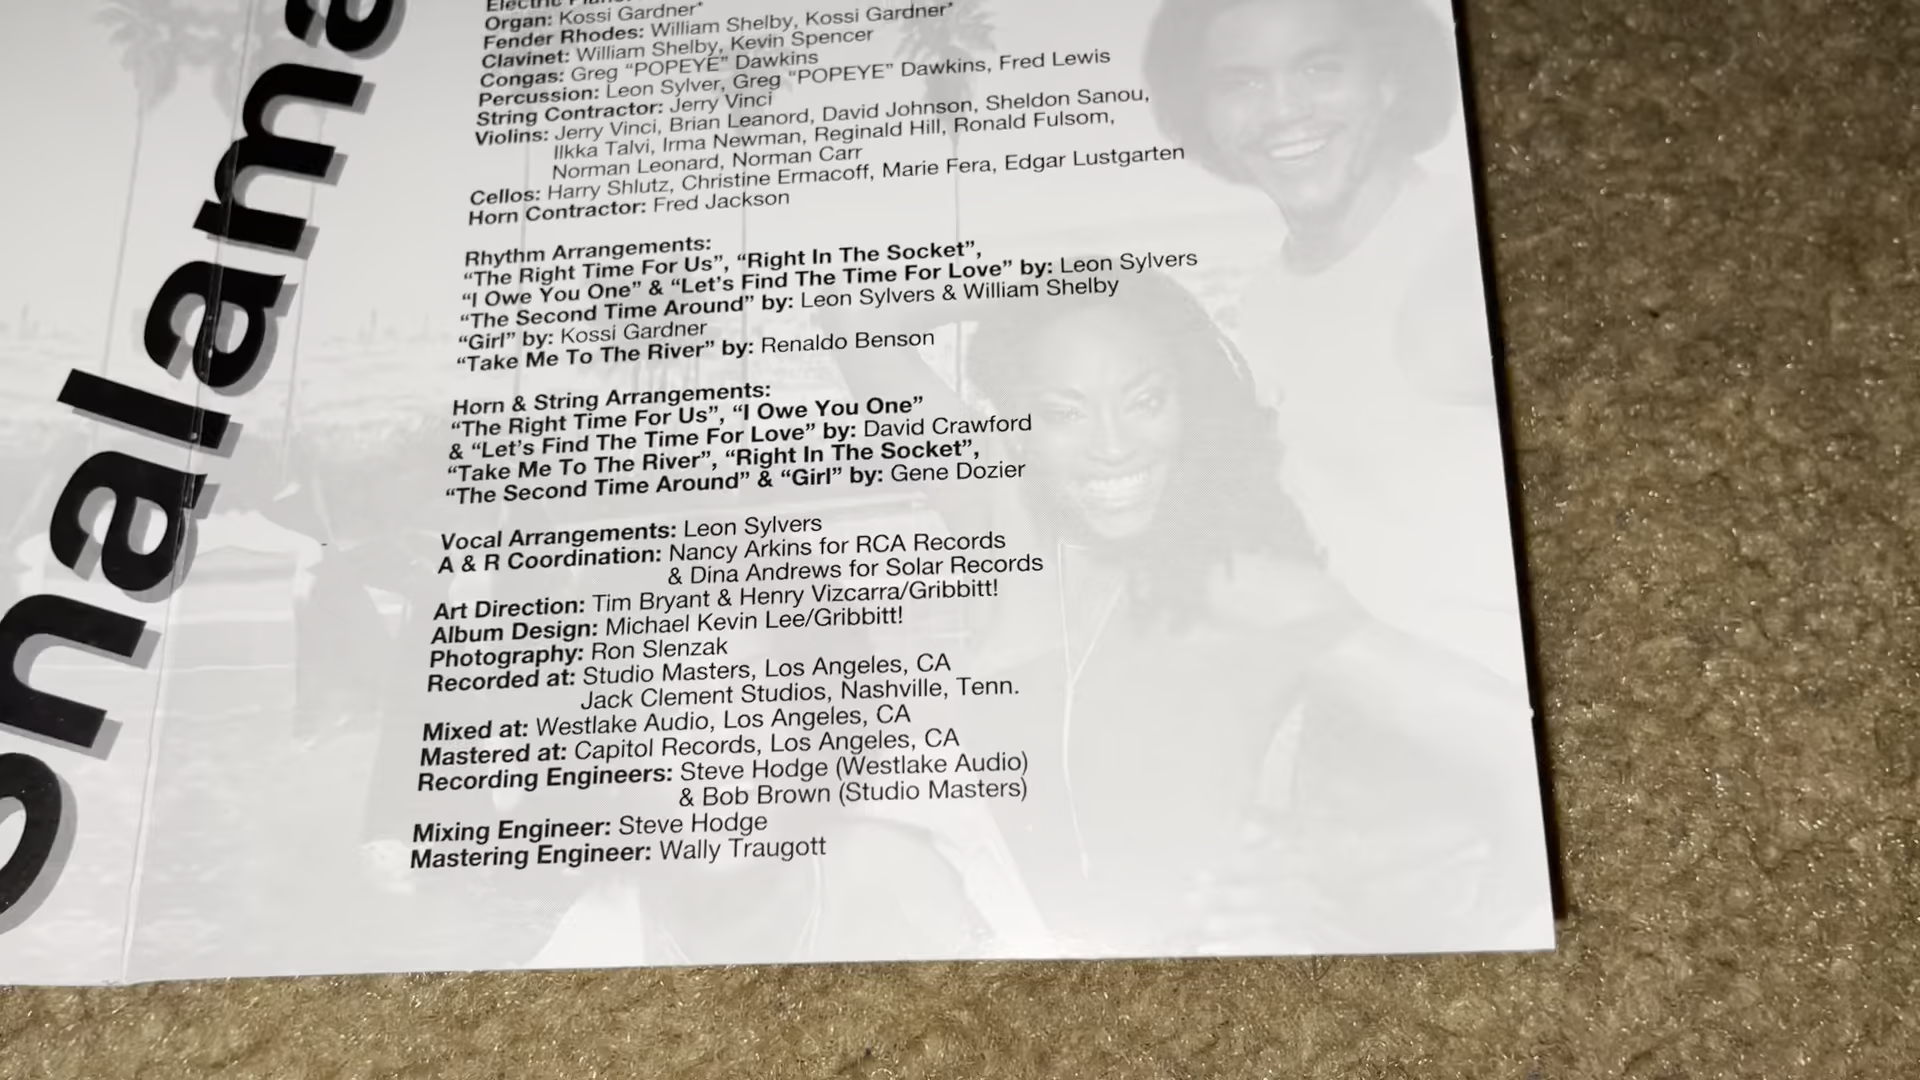 onalama
Electric
Organ: Kossi Gardner*
Fender Rhodes: William Shelby, Kossi Gardner*
Clavinet: William Shelby, Kevin Spencer
Congas: Greg “POPEYE” Dawkins
Percussion: Leon Sylver, Greg “POPEYE” Dawkins, Fred Lewis
String Contractor: Jerry Vinci
Violins: Jerry Vinci, Brian Leanord, David Johnson, Sheldon Sanou,
Ilkka Talvi, Irma Newman, Reginald Hill, Ronald Fulsom,
Norman Leonard, Norman Carr
Cellos: Harry Shlutz, Christine Ermacoff, Marie Fera, Edgar Lustgarten
Horn Contractor: Fred Jackson
Rhythm Arrangements:
“The Right Time For Us”, “Right In The Socket”,
“I Owe You One” & “Let’s Find The Time For Love” by: Leon Sylvers
“The Second Time Around” by: Leon Sylvers & William Shelby
“Girl” by: Kossi Gardner
“Take Me To The River” by: Renaldo Benson
Horn & String Arrangements:
“The Right Time For Us”, “I Owe You One”
& “Let’s Find The Time For Love” by: David Crawford
“Take Me To The River”, “Right In The Socket”,
“The Second Time Around” & “Girl” by: Gene Dozier
Vocal Arrangements: Leon Sylvers
A & R Coordination: Nancy Arkins for RCA Records
& Dina Andrews for Solar Records
Art Direction: Tim Bryant & Henry Vizcarra/Gribbitt!
Album Design: Michael Kevin Lee/Gribbitt!
Photography: Ron Slenzak
Recorded at: Studio Masters, Los Angeles, CA
Jack Clement Studios, Nashville, Tenn.
Mixed at: Westlake Audio, Los Angeles, CA
Mastered at: Capitol Records, Los Angeles, CA
Recording Engineers: Steve Hodge (Westlake Audio)
& Bob Brown (Studio Masters)
Mixing Engineer: Steve Hodge
Mastering Engineer: Wally Traugott